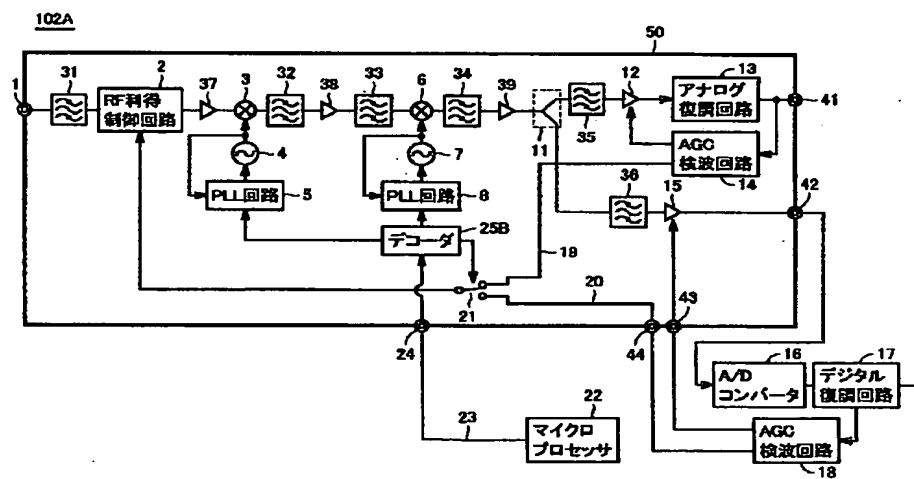 102A
50
31
2
37
3
32
38
33
6
34
39
12
13
1
RF利得
制御回路
アナログ
復調回路
41
35
11
4
7
AGC
検波回路
14
36
15
42
PLL回路
5
PLL回路
8
デコーダ
25B
19
20
21
43
24
44
16
17
A/D
コンバータ
デジタル
復調回路
22
23
マイクロ
プロセッサ
AGC
検波回路
18